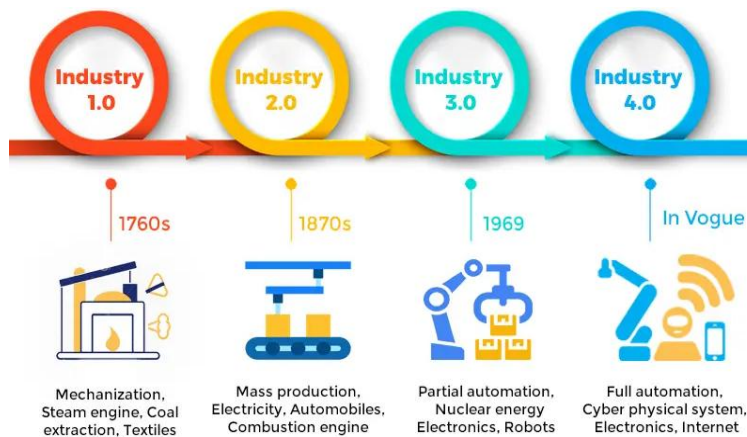 Industry
1.0
Industry
2.0
Industry
3.0
Industry
4.0
1760s
1870s
1969
In Vogue
Mechanization,
Steam engine, Coal
extraction, Textiles
Mass production,
Electricity, Automobiles,
Combustion engine
Partial automation,
Nuclear energy
Electronics, Robots
Full automation,
Cyber physical system,
Electronics, Internet